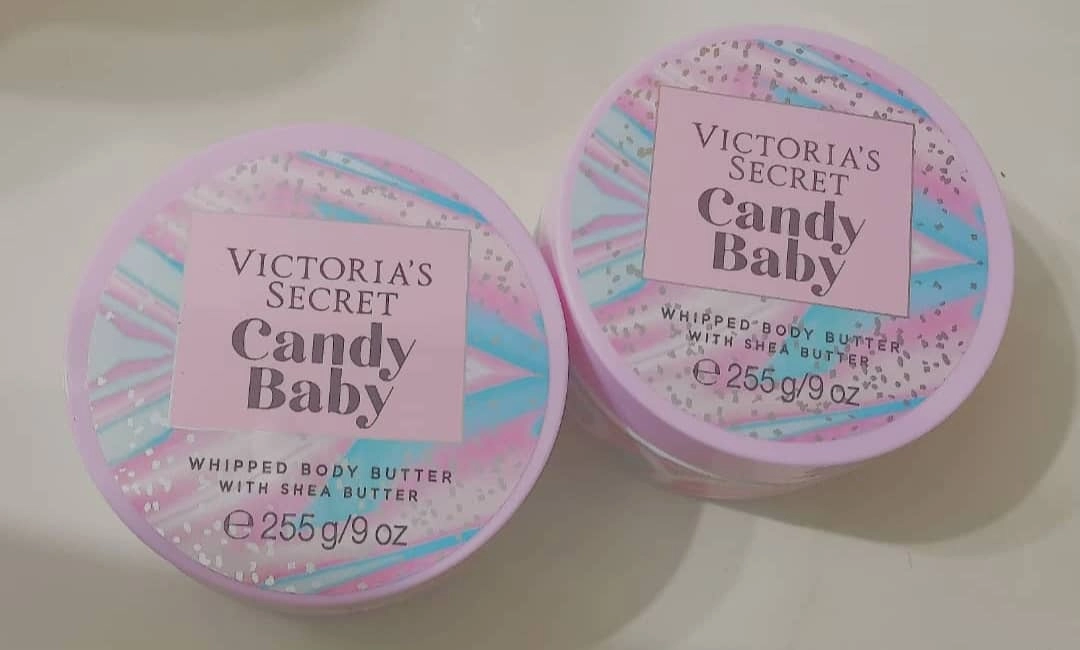 VICTORIA'S
SECRET
Candy
Baby
WHIPPED BODY BUTTER
WITH SHEA BUTTER
℮ 255 g/9 oz
VICTORIA'S
SECRET
Candy
Baby
WHIPPED BODY BUTTER
WITH SHEA BUTTER
℮ 255 g/9 oz